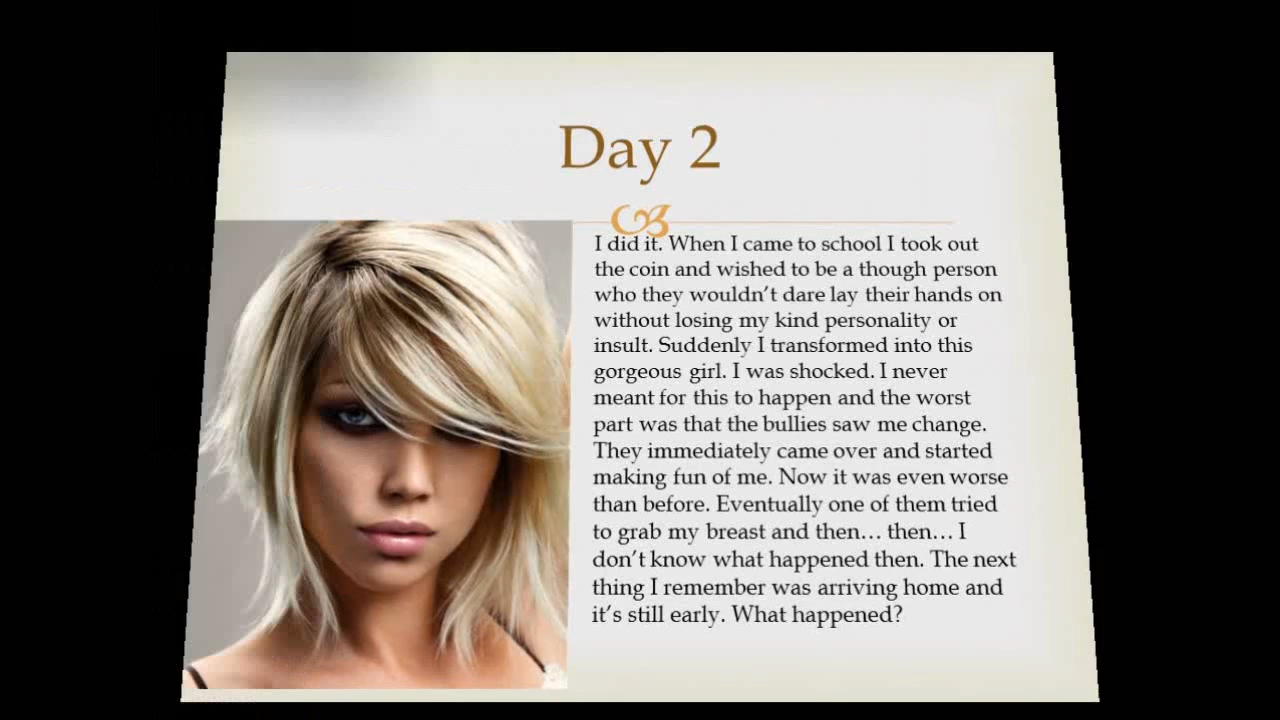 Day 2
I did it. When I came to school I took out
the coin and wished to be a though person
who they wouldn’t dare lay their hands on
without losing my kind personality or
insult. Suddenly I transformed into this
gorgeous girl. I was shocked. I never
meant for this to happen and the worst
part was that the bullies saw me change.
They immediately came over and started
making fun of me. Now it was even worse
than before. Eventually one of them tried
to grab my breast and then… then… I
don’t know what happened then. The next
thing I remember was arriving home and
it’s still early. What happened?